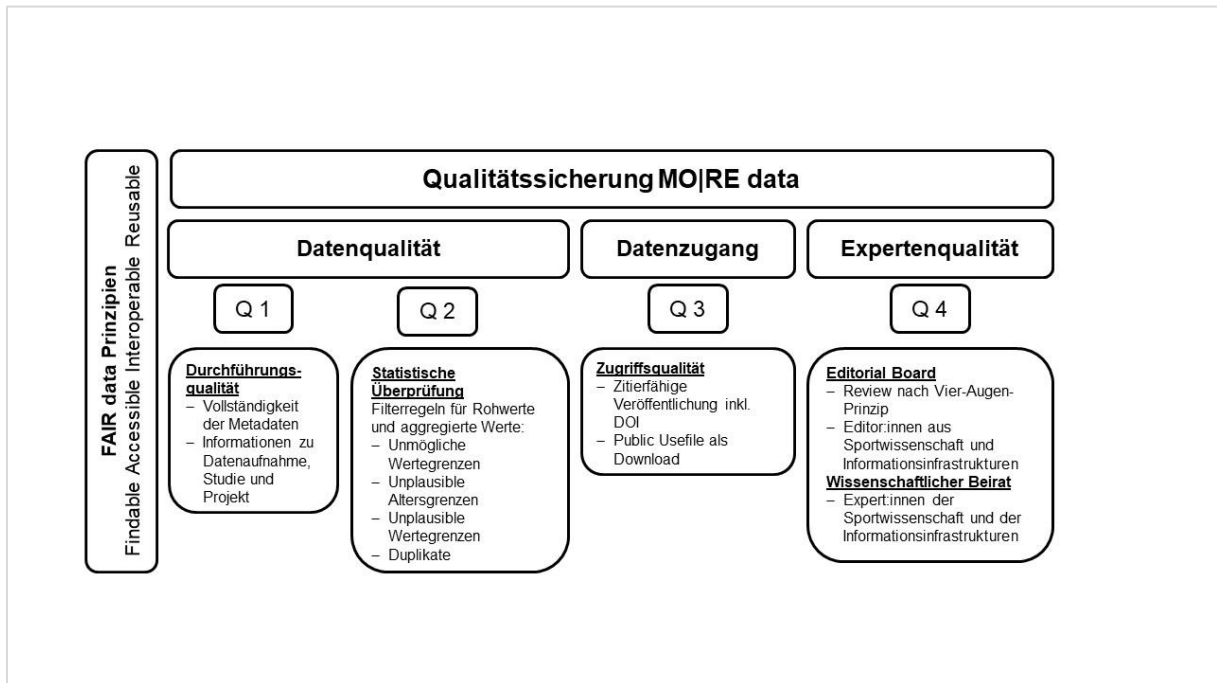 FAIR data Prinzipien
Findable Accessible Interoperable Reusable
Qualitätssicherung MO|RE data
Datenqualität
Datenzugang
Expertenqualität
Q 1
Q 2
Q 3
Q 4
Durchführungs-
qualität
– Vollständigkeit
der Metadaten
– Informationen zu
Datenaufnahme,
Studie und
Projekt
Statistische
Überprüfung
Filterregeln für Rohwerte
und aggregierte Werte:
– Unmögliche
Wertegrenzen
– Unplausible
Altersgrenzen
– Unplausible
Wertegrenzen
– Duplikate
Zugriffsqualität
– Zitierfähige
Veröffentlichung inkl.
DOI
– Public Usefile als
Download
Editorial Board
– Review nach Vier-Augen-
Prinzip
– Editor:innen aus
Sportwissenschaft und
Informationsinfrastrukturen
Wissenschaftlicher Beirat
– Expert:innen der
Sportwissenschaft und der
Informationsinfrastrukturen